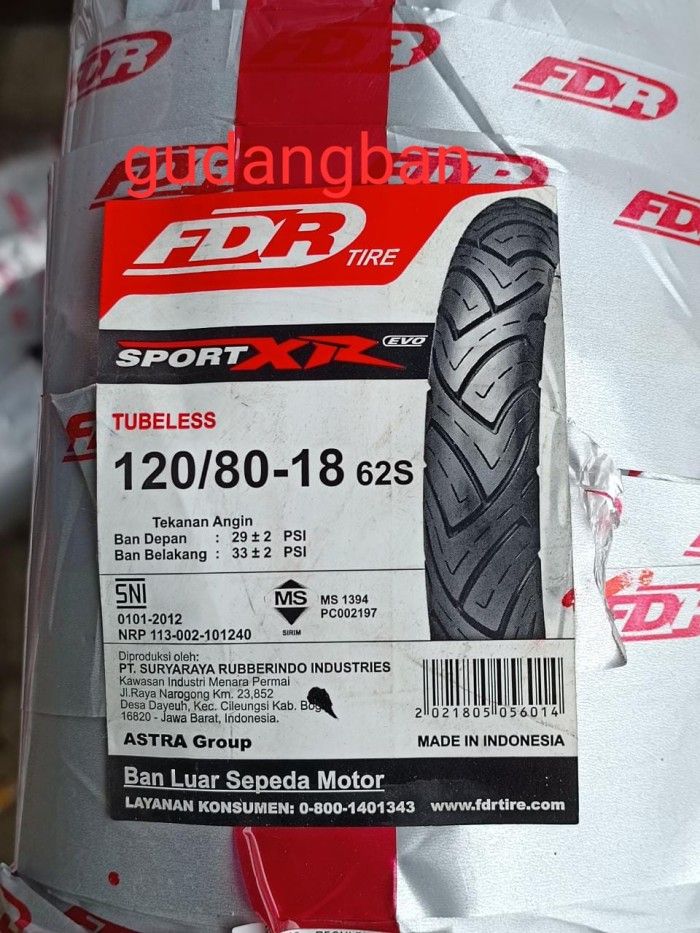 FDR
FDR
FDR
gudangban
FDR
FDR
FDR TIRE
SPORT XR EVO
TUBELESS
120/80-18 62S
Tekanan Angin
Ban Depan : 29 ± 2 PSI
Ban Belakang : 33 ± 2 PSI
SNI
0101-2012
NRP 113-002-101240
MS
SIRIM
MS 1394
PC002197
Diproduksi oleh:
PT. SURYARAYA RUBBERINDO INDUSTRIES
Kawasan Industri Menara Permai
Jl.Raya Narogong Km. 23,852
Desa Dayeuh, Kec. Cileungsi Kab.
16820 - Jawa Barat, Indonesia.
2 021805 056014
ASTRA Group
MADE IN INDONESIA
Ban Luar Sepeda Motor
LAYANAN KONSUMEN: 0-800-1401343 www.fdrtire.com
FDR
FDR